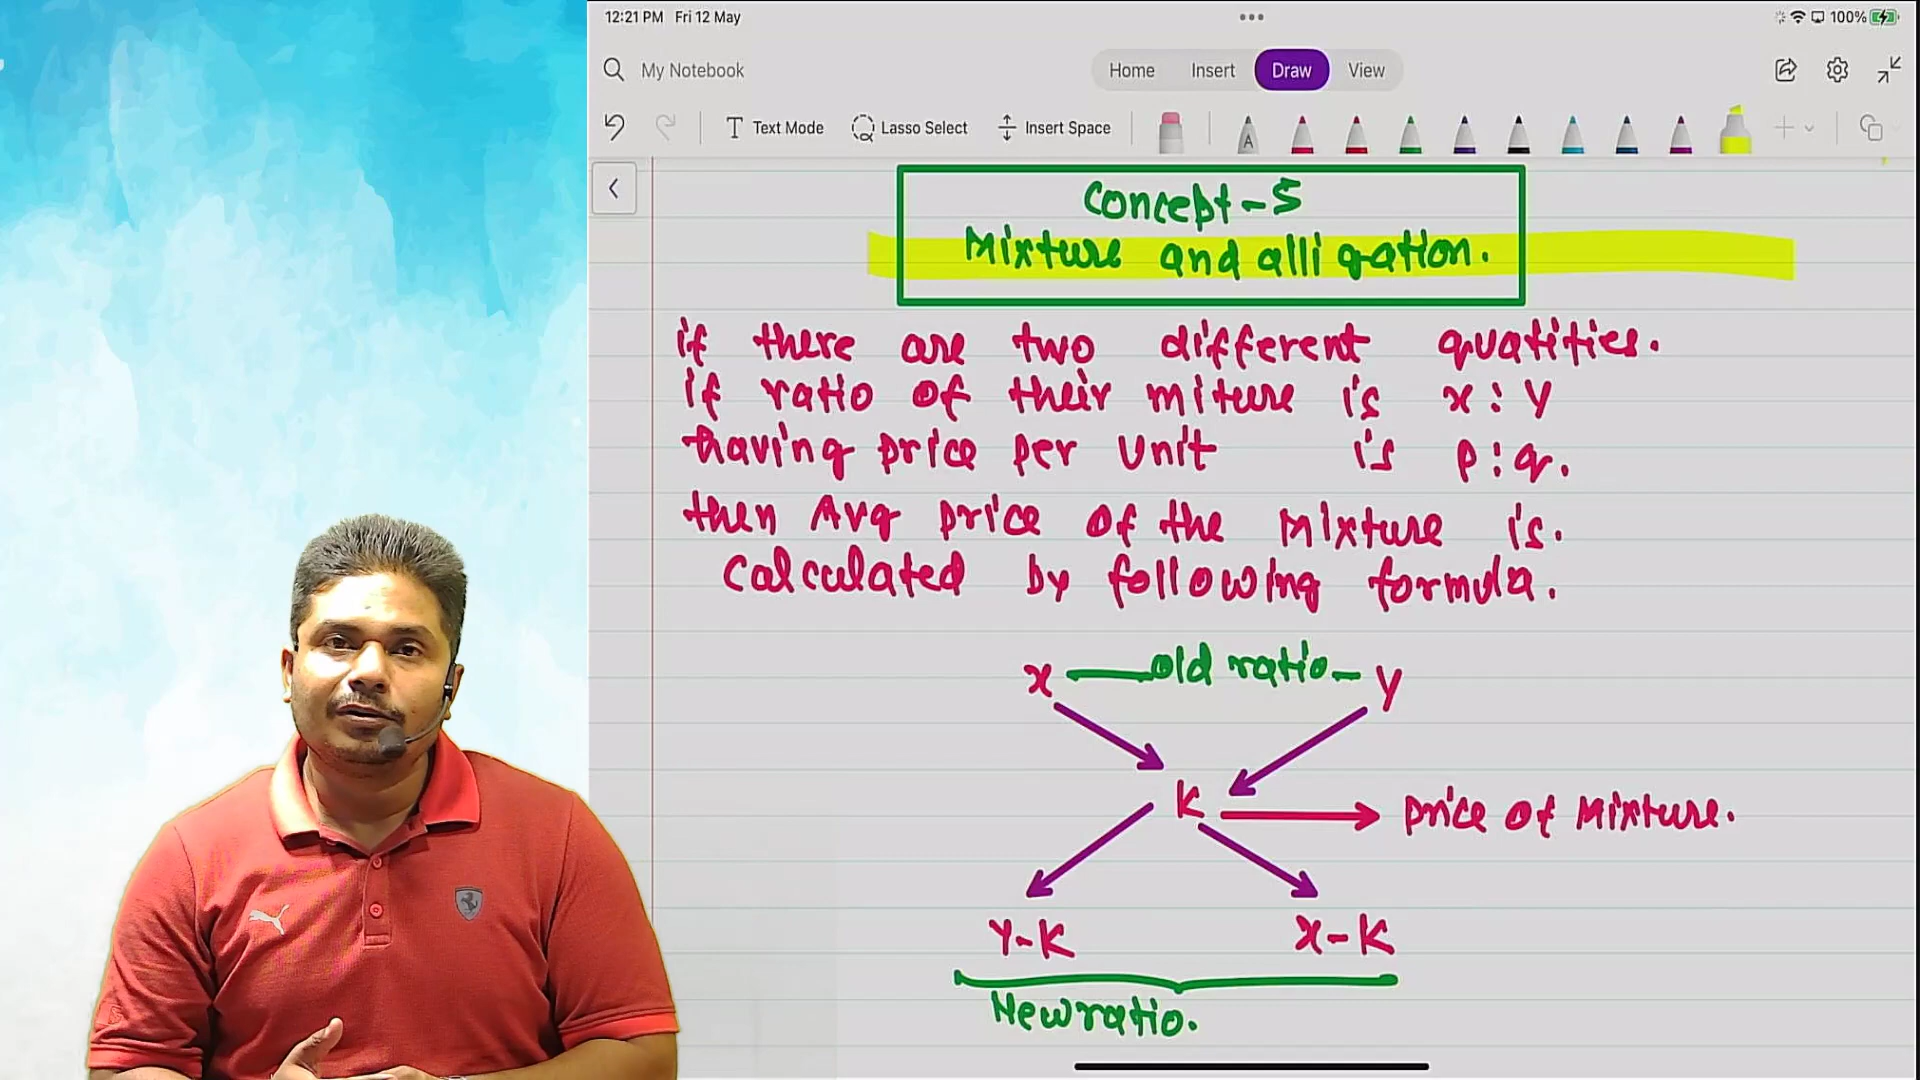 12:21 PM Fri 12 May
100%
My Notebook
Home Insert Draw View
Text Mode Lasso Select Insert Space
A
Concept-5
Mixture and alligation.
if there are two different quatities.
if ratio of their miture is x : y
having price per unit is p : q.
then Avg price of the Mixture is.
Calculated by following formula.
x old ratio y
K Price of Mixture.
Y-K X-K
New ratio.